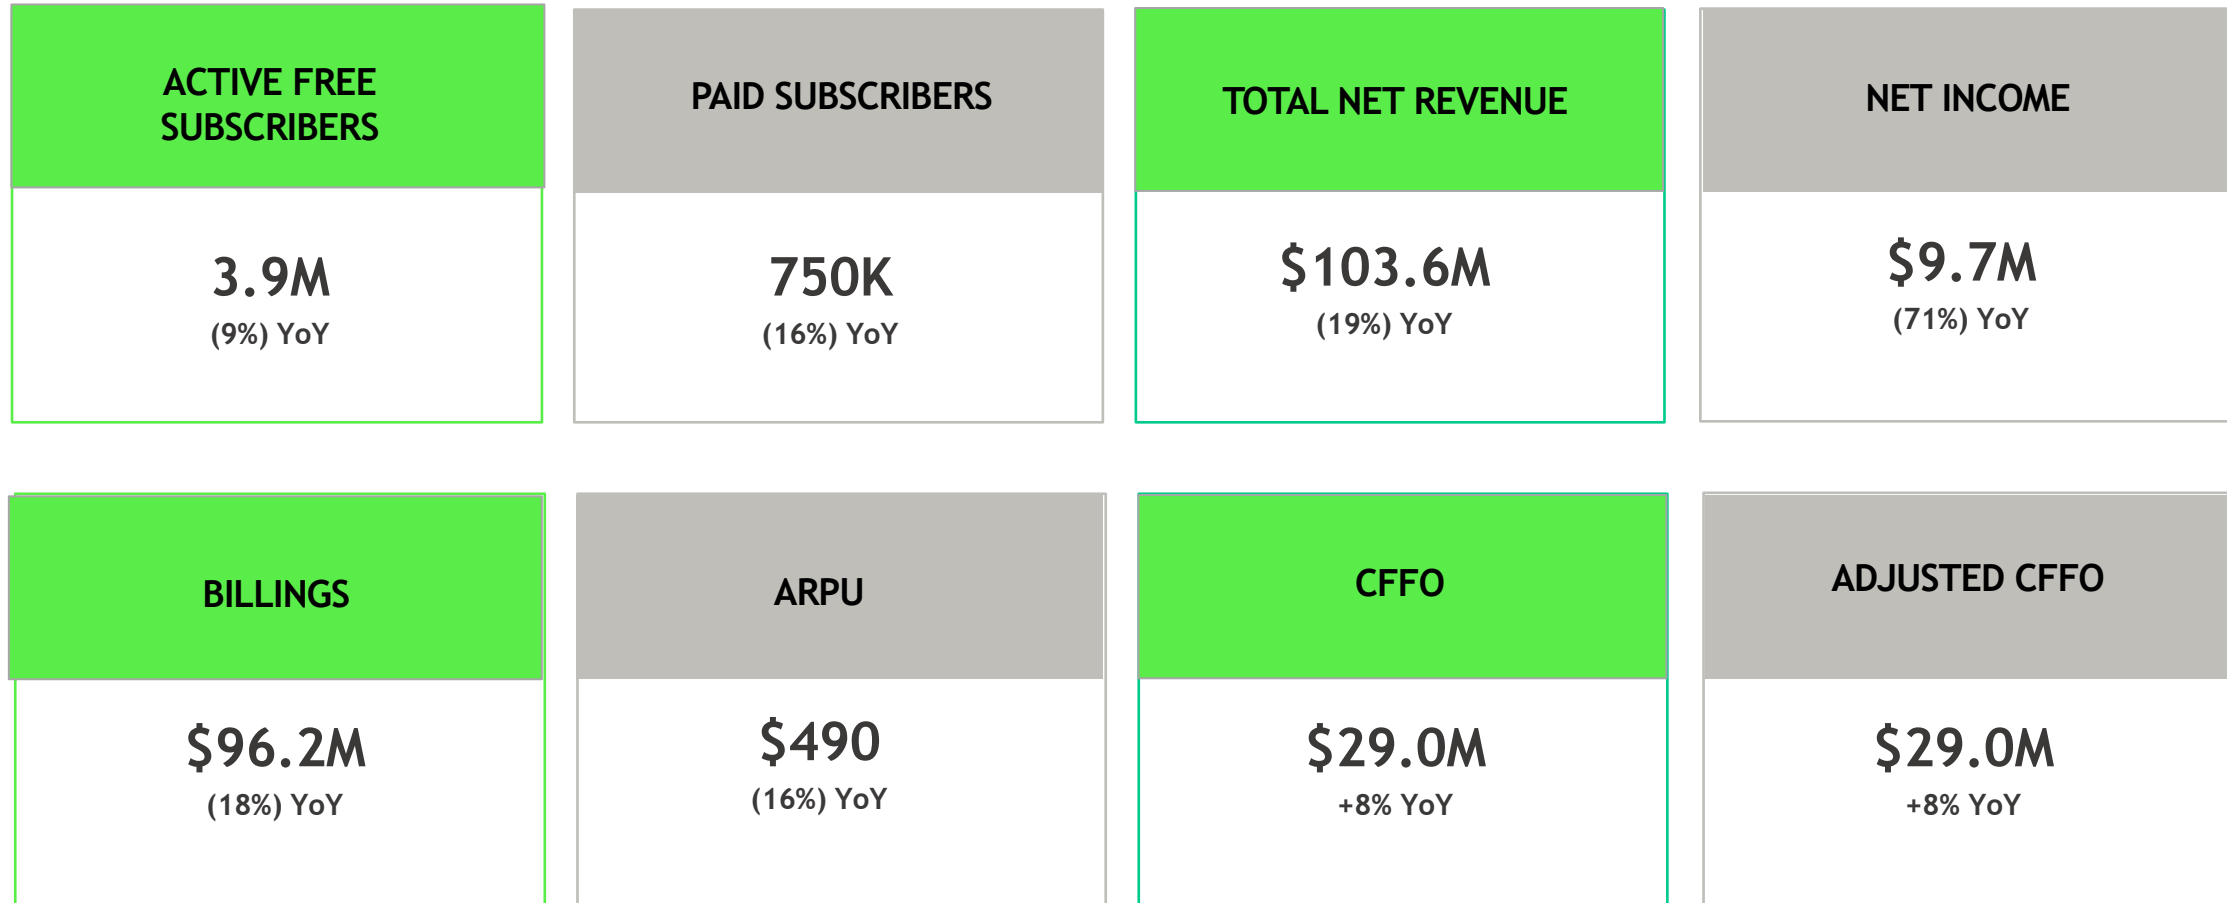 ACTIVE FREE
SUBSCRIBERS
3.9M
(9%) YoY
PAID SUBSCRIBERS
750K
(16%) YoY
TOTAL NET REVENUE
$103.6M
(19%) YoY
NET INCOME
$9.7M
(71%) YoY
BILLINGS
$96.2M
(18%) YoY
ARPU
$490
(16%) YoY
CFFO
$29.0M
+8% YoY
ADJUSTED CFFO
$29.0M
+8% YoY